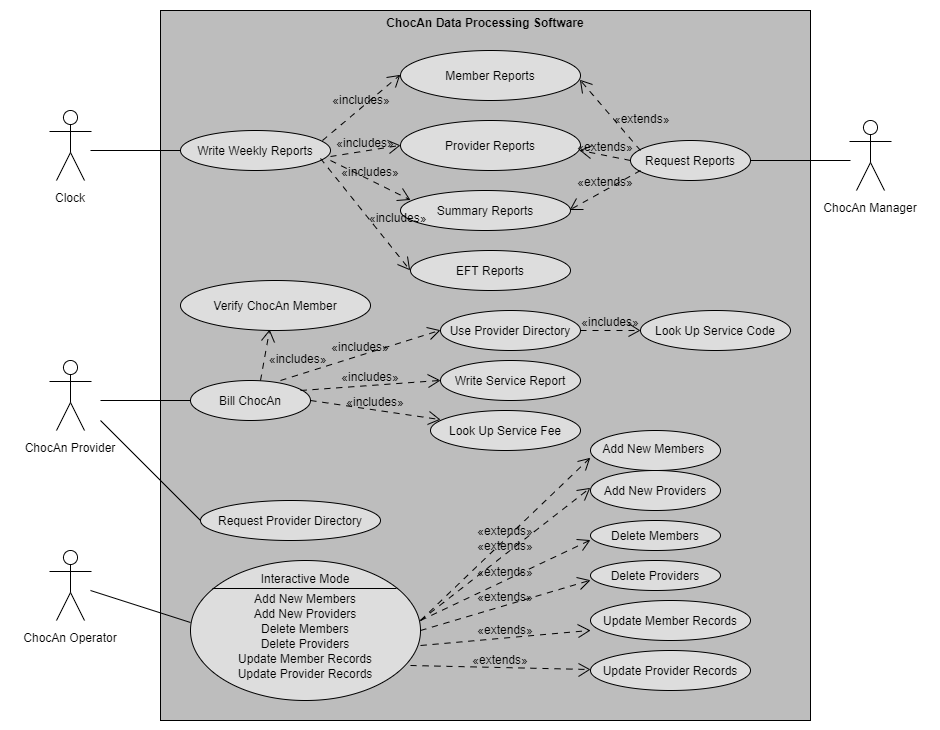 ChocAn Data Processing Software
Member Reports
«includes»
«extends»
Write Weekly Reports
«includes»
Provider Reports
«extends»
Request Reports
Clock
«includes»
«extends»
ChocAn Manager
«includes»
Summary Reports
EFT Reports
Verify ChocAn Member
Use Provider Directory
«includes»
Look Up Service Code
«includes»
«includes»
«includes»
Write Service Report
Bill ChocAn
«includes»
Look Up Service Fee
ChocAn Provider
Add New Members
Add New Providers
Request Provider Directory
«extends»
«extends»
Delete Members
«extends»
Delete Providers
«extends»
Interactive Mode
Add New Members
Add New Providers
Delete Members
Delete Providers
Update Member Records
Update Provider Records
ChocAn Operator
«extends»
Update Member Records
«extends»
Update Provider Records